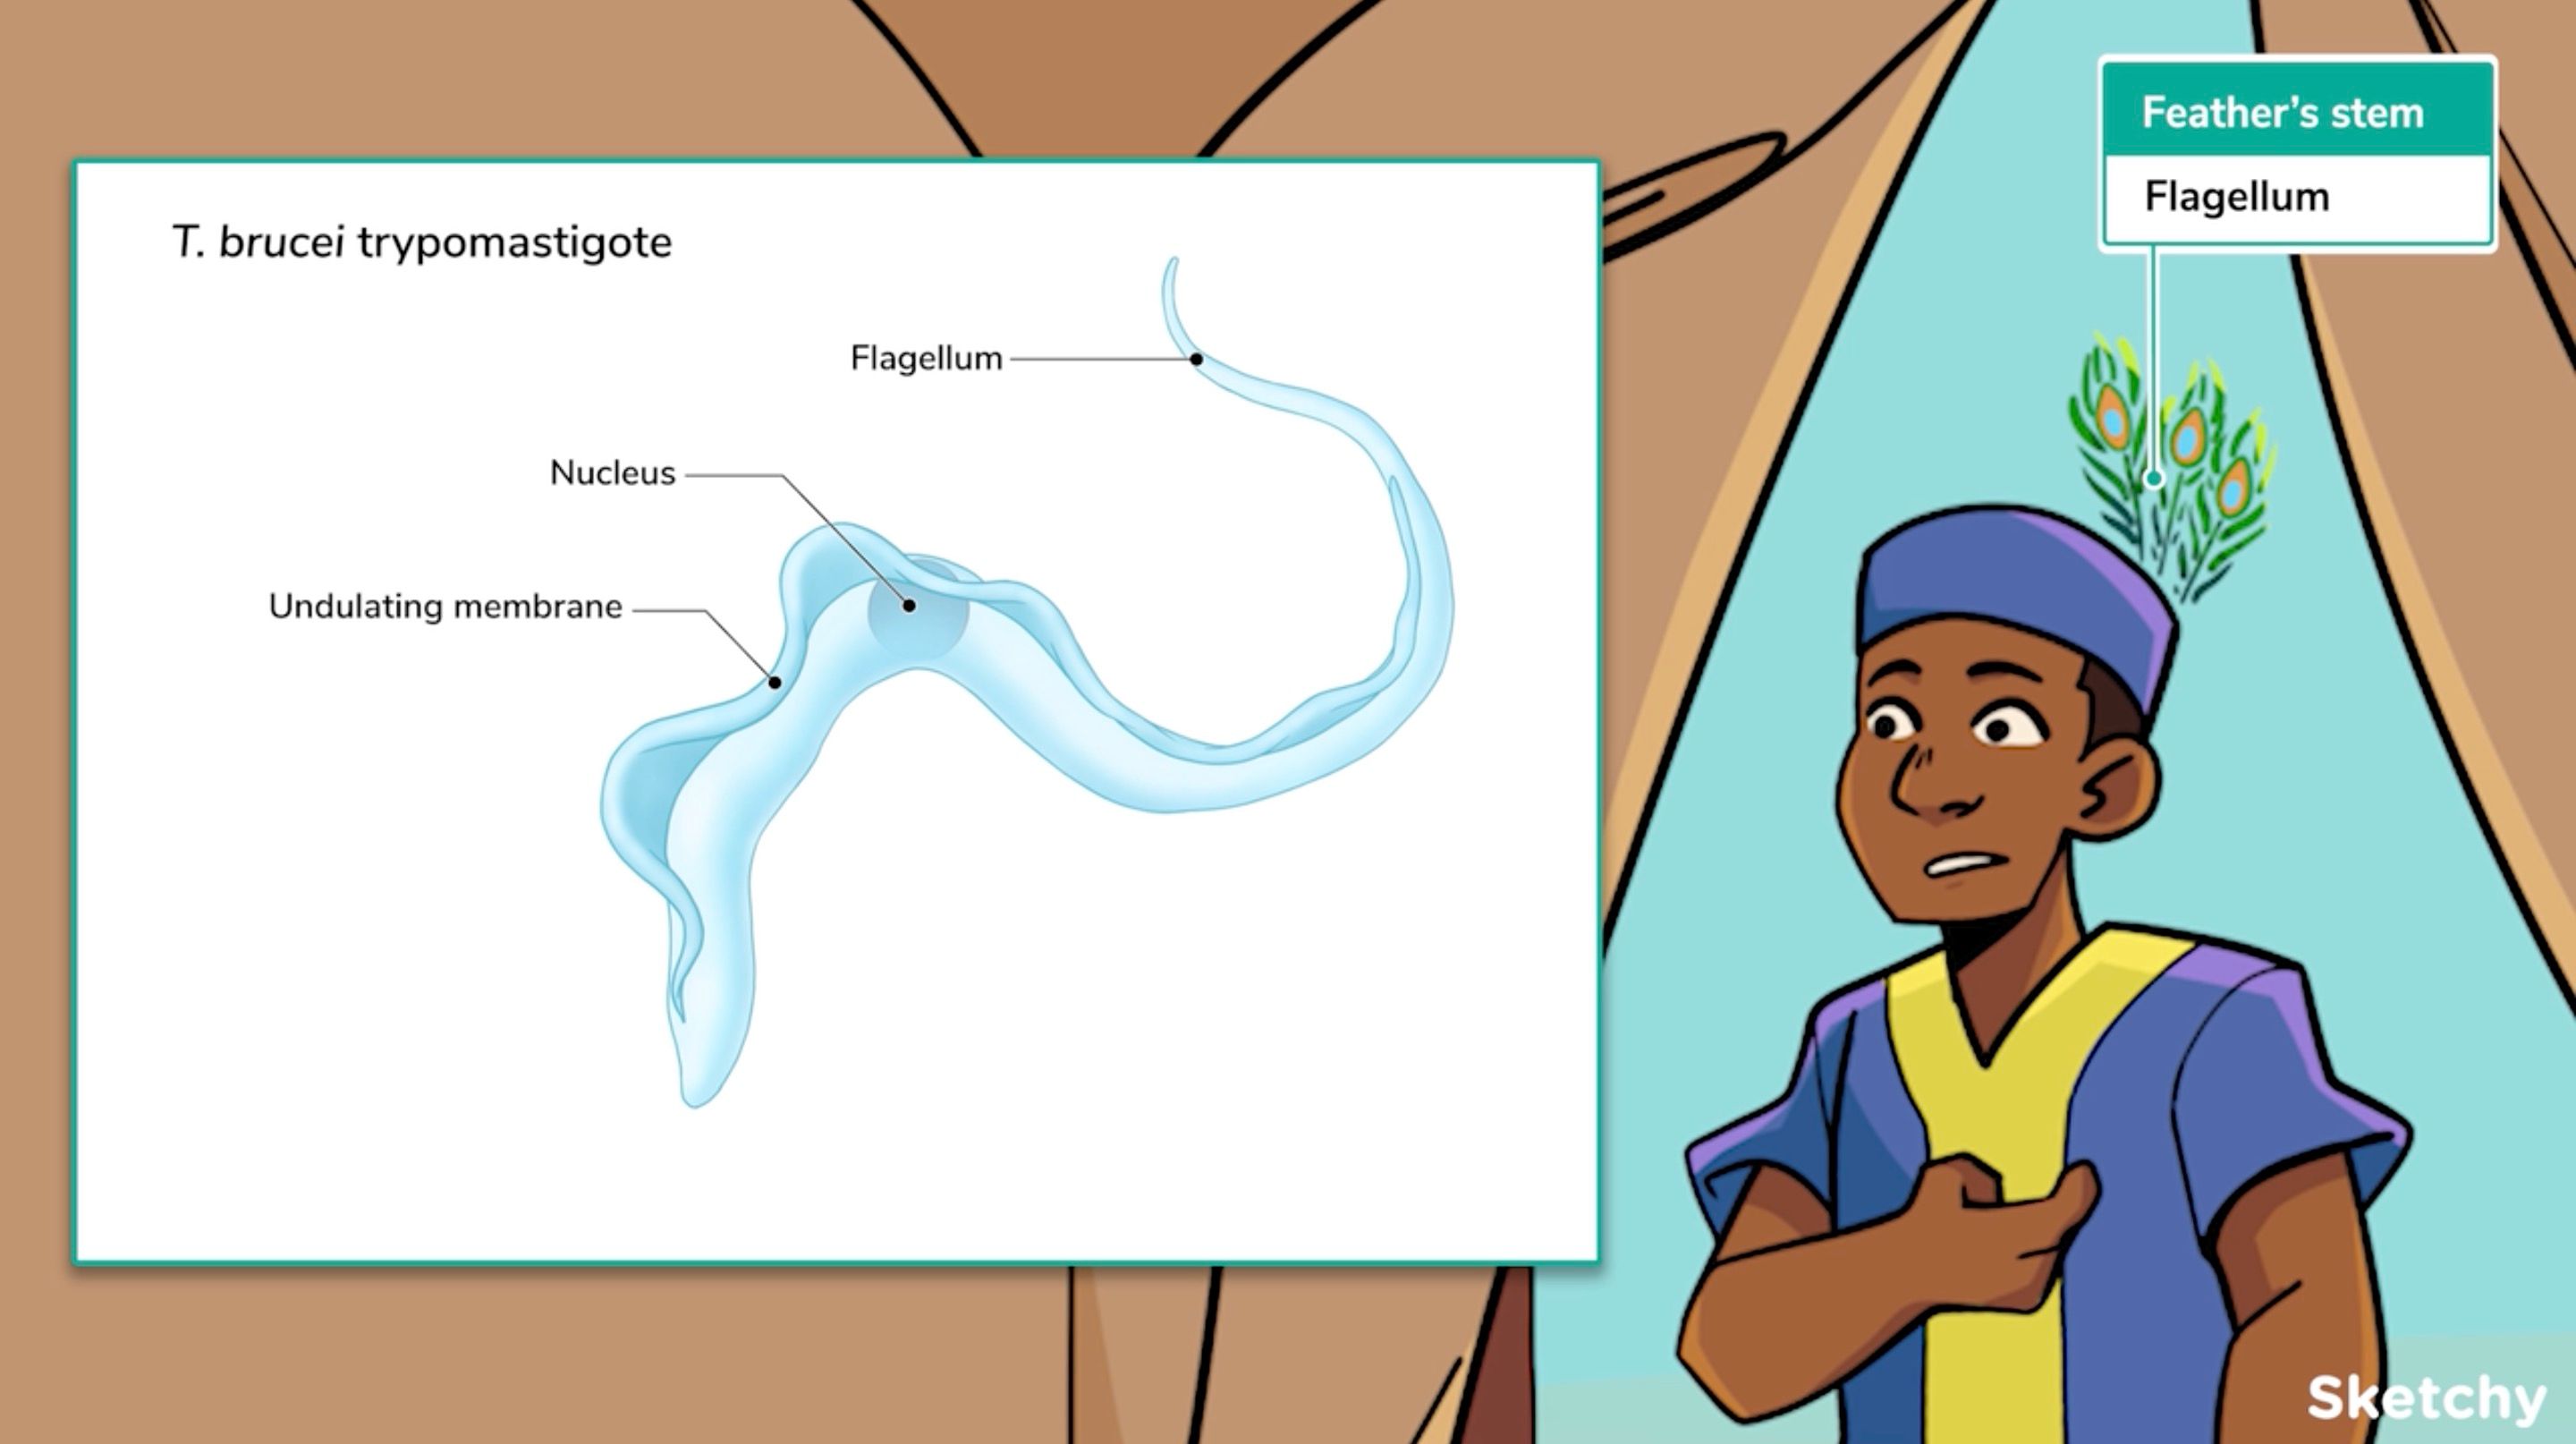 Feather's stem
Flagellum
T. brucei trypomastigote
Flagellum
Nucleus
Undulating membrane
Sketchy